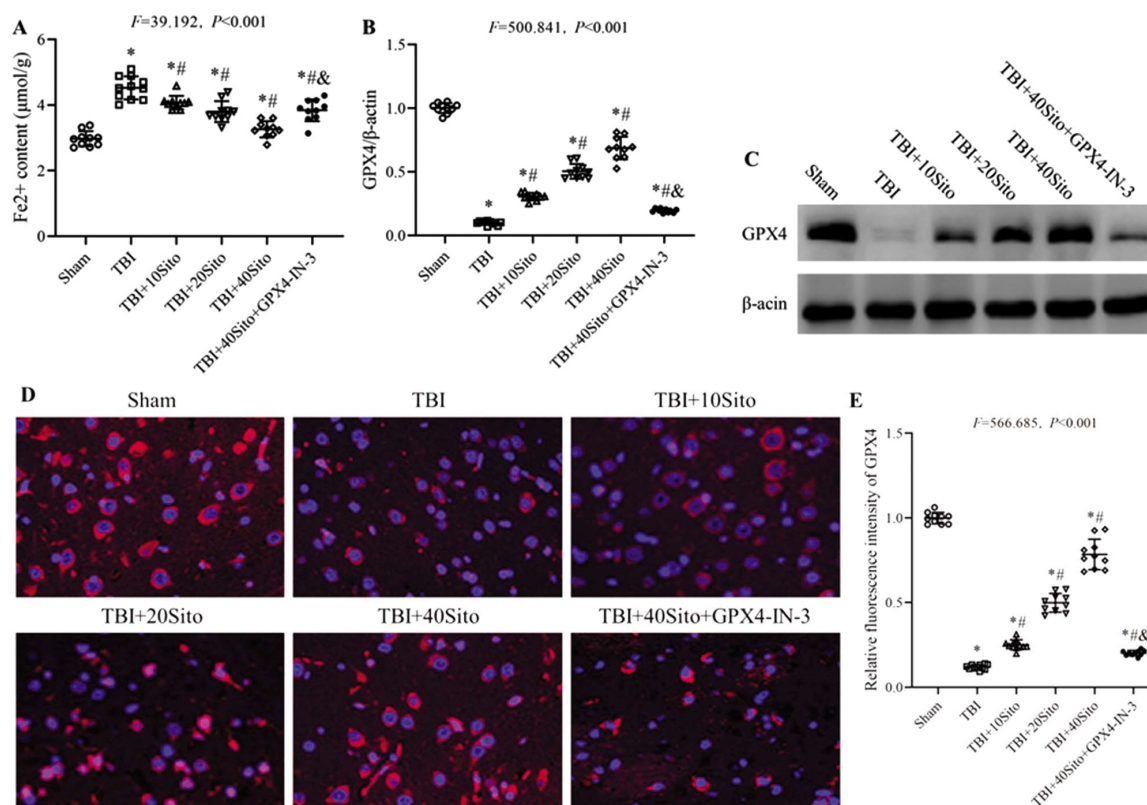 A
F=39.192, P<0.001
Fe2+ content (μmol/g)
6
4
2
0
*
*#
*#
*#
*#&
Sham
TBI
TBI+10Sito
TBI+20Sito
TBI+40Sito
TBI+40Sito+GPX4-IN-3
B
F=500.841, P<0.001
GPX4/β-actin
1.5
1.0
0.5
0.0
*
*#
*#
*#
*#&
Sham
TBI
TBI+10Sito
TBI+20Sito
TBI+40Sito
TBI+40Sito+GPX4-IN-3
C
Sham
TBI
TBI+10Sito
TBI+20Sito
TBI+40Sito
TBI+40Sito+GPX4-IN-3
GPX4
β-acin
D
Sham
TBI
TBI+10Sito
TBI+20Sito
TBI+40Sito
TBI+40Sito+GPX4-IN-3
E
F=566.685, P<0.001
Relative fluorescence intensity of GPX4
1.5
1.0
0.5
0.0
*
*#
*#
*#
*#&
Sham
TBI
TBI+10Sito
TBI+20Sito
TBI+40Sito
TBI+40Sito+GPX4-IN-3